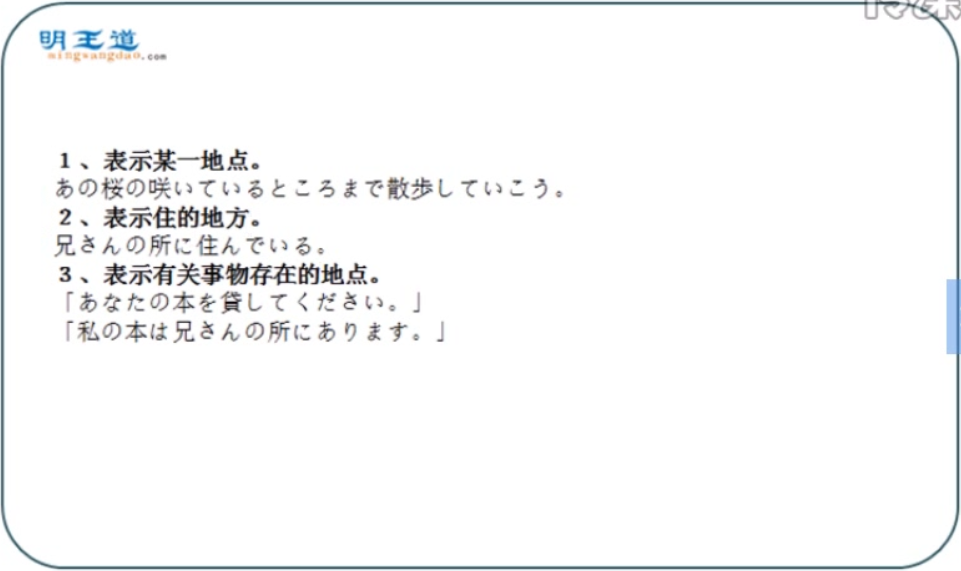 明王道
mingwangdao.com
1、表示某一地点。
あの桜の咲いているところまで散歩していこう。
2、表示住的地方。
兄さんの所に住んでいる。
3、表示有关事物存在的地点。
「あなたの本を貸してください。」
「私の本は兄さんの所にあります。」